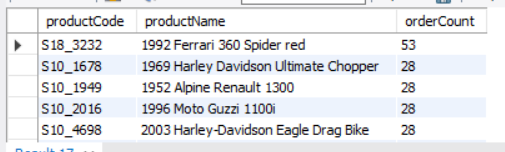 productCode productName orderCount
S18_3232 1992 Ferrari 360 Spider red 53
S10_1678 1969 Harley Davidson Ultimate Chopper 28
S10_1949 1952 Alpine Renault 1300 28
S10_2016 1996 Moto Guzzi 1100i 28
S10_4698 2003 Harley-Davidson Eagle Drag Bike 28
Result 17